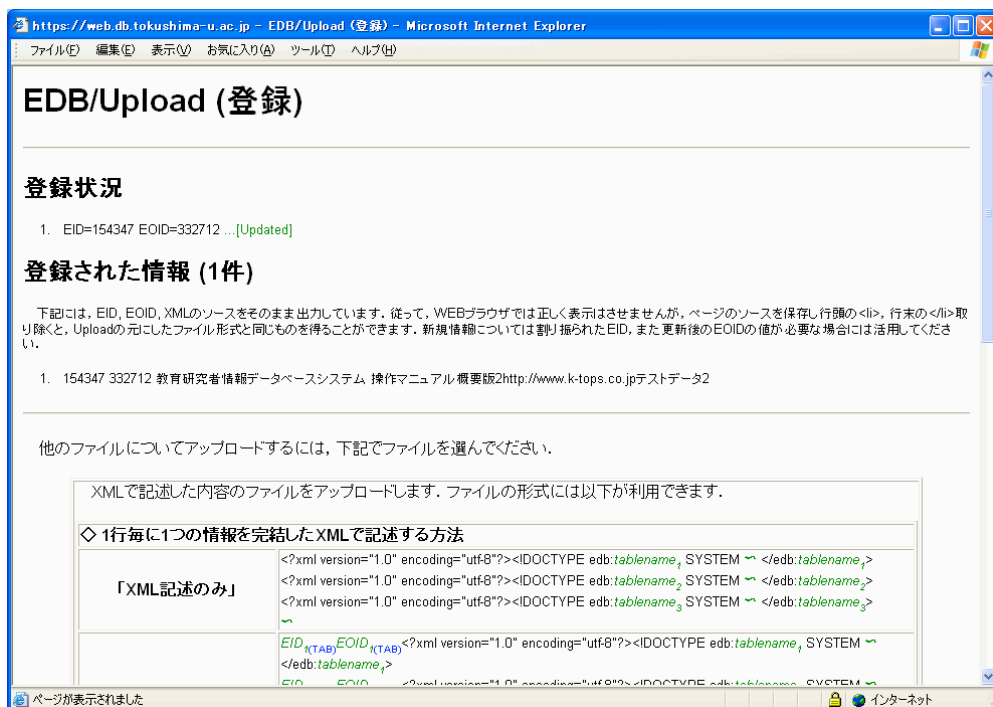 https://web.db.tokushima-u.ac.jp - EDB/Upload (登録) - Microsoft Internet Explorer
ファイル(F) 編集(E) 表示(V) お気に入り(A) ツール(T) ヘルプ(H)
EDB/Upload (登録)
登録状況
1. EID=154347 EOID=332712 ...[Updated]
登録された情報 (1件)
下記には, EID, EOID, XMLのソースをそのまま出力しています. 従って, WEBブラウザでは正しく表示はさせませんが, ページのソースを保存し行頭の<li>, 行末の</li>取
り除くと, Uploadの元にしたファイル形式と同じものを得ることができます. 新規情報については割り振られたEID, また更新後のEOIDの値が必要な場合には活用してくださ
い.
1. 154347 332712 教育研究者情報データベースシステム 操作マニュアル概要版2http://www.k-tops.co.jpテストデータ2
他のファイルについてアップロードするには, 下記でファイルを選んでください.
XMLで記述した内容のファイルをアップロードします. ファイルの形式には以下が利用できます.
◇ 1行毎に1つの情報を完結したXMLで記述する方法
「XML記述のみ」
<?xml version="1.0" encoding="utf-8"?><!DOCTYPE edb:tablename1 SYSTEM ~ </edb:tablename1>
<?xml version="1.0" encoding="utf-8"?><!DOCTYPE edb:tablename2 SYSTEM ~ </edb:tablename2>
<?xml version="1.0" encoding="utf-8"?><!DOCTYPE edb:tablename3 SYSTEM ~ </edb:tablename3>
~
EID1(TAB)EOID1(TAB)<?xml version="1.0" encoding="utf-8"?><!DOCTYPE edb:tablename1 SYSTEM ~
</edb:tablename1>
ページが表示されました インターネット